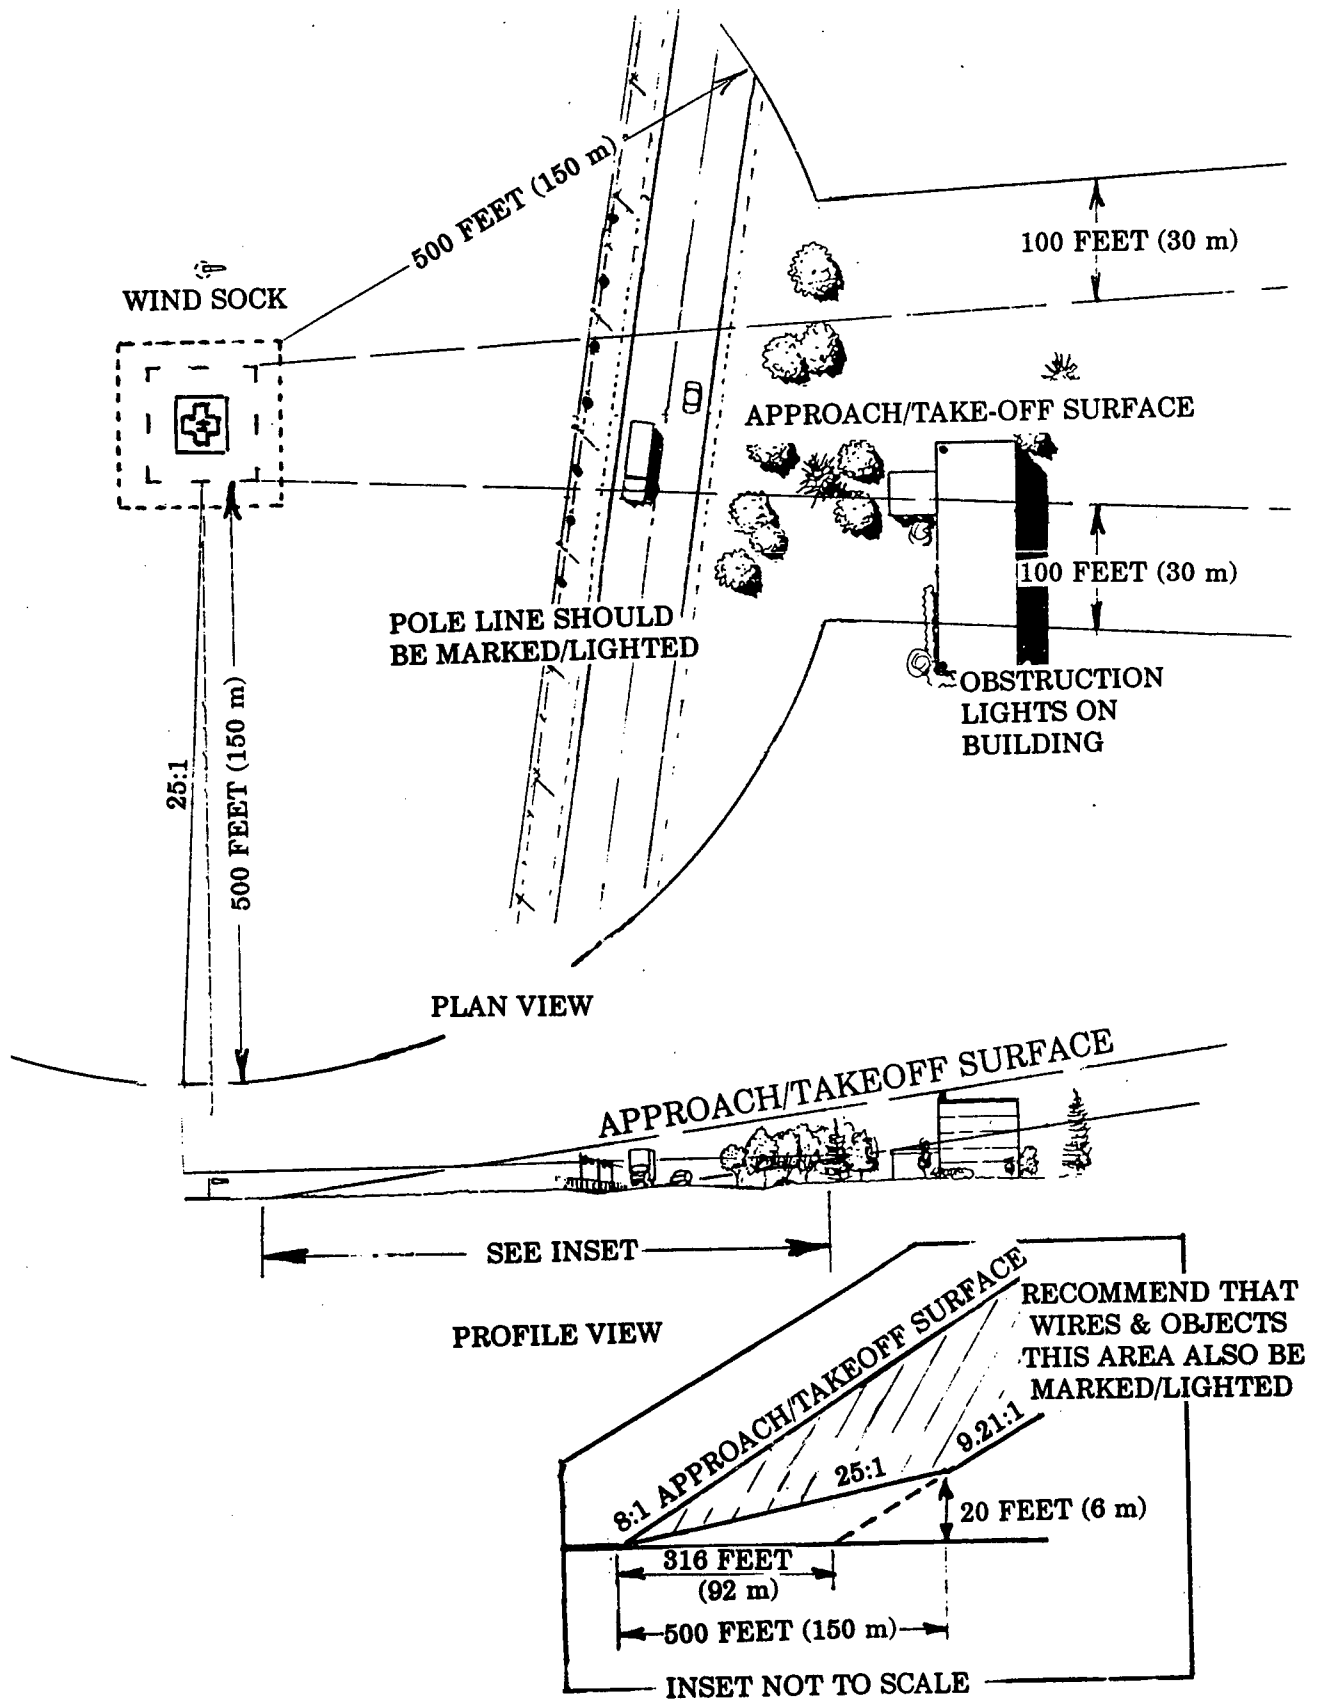 500 FEET (150 m)
100 FEET (30 m)
WIND SOCK
APPROACH/TAKE-OFF SURFACE
100 FEET (30 m)
POLE LINE SHOULD
BE MARKED/LIGHTED
OBSTRUCTION
LIGHTS ON
BUILDING
25:1
500 FEET (150 m)
PLAN VIEW
APPROACH/TAKEOFF SURFACE
SEE INSET
PROFILE VIEW
RECOMMEND THAT
WIRES & OBJECTS
THIS AREA ALSO BE
MARKED/LIGHTED
8:1 APPROACH/TAKEOFF SURFACE
25:1
9.21:1
20 FEET (6 m)
316 FEET
(92 m)
500 FEET (150 m)
INSET NOT TO SCALE